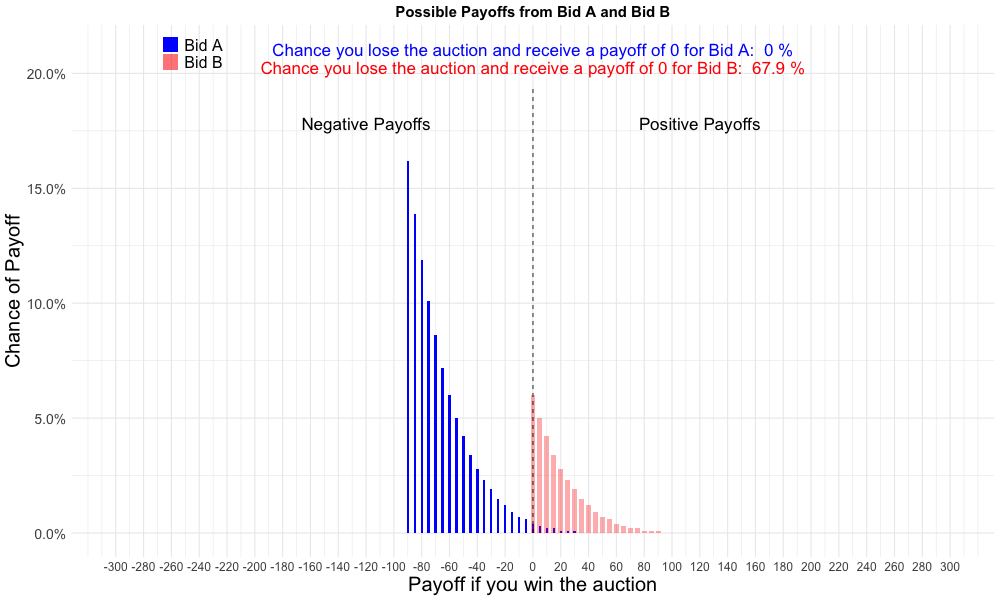 Possible Payoffs from Bid A and Bid B
Bid A
Bid B
Chance you lose the auction and receive a payoff of 0 for Bid A:  0 %
Chance you lose the auction and receive a payoff of 0 for Bid B:  67.9 %
Negative Payoffs
Positive Payoffs
Chance of Payoff
20.0%
15.0%
10.0%
5.0%
0.0%
-300 -280 -260 -240 -220 -200 -180 -160 -140 -120 -100 -80 -60 -40 -20 0 20 40 60 80 100 120 140 160 180 200 220 240 260 280 300
Payoff if you win the auction